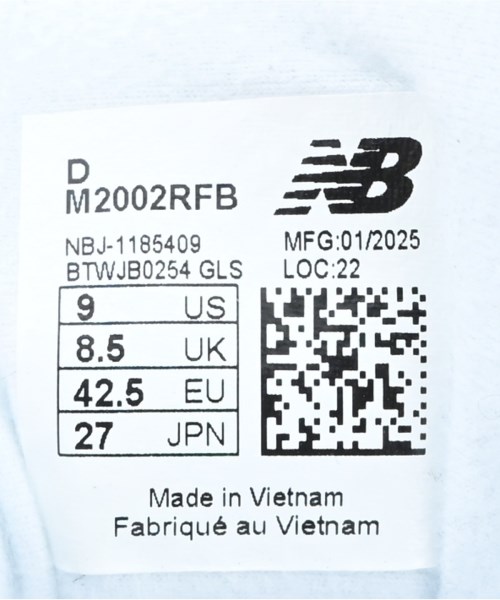 D
M2002RFB
NB
NBJ-1185409
MFG:01/2025
BTWJB0254 GLS
LOC:22
9 US
8.5 UK
42.5 EU
27 JPN
Made in Vietnam
Fabriqué au Vietnam